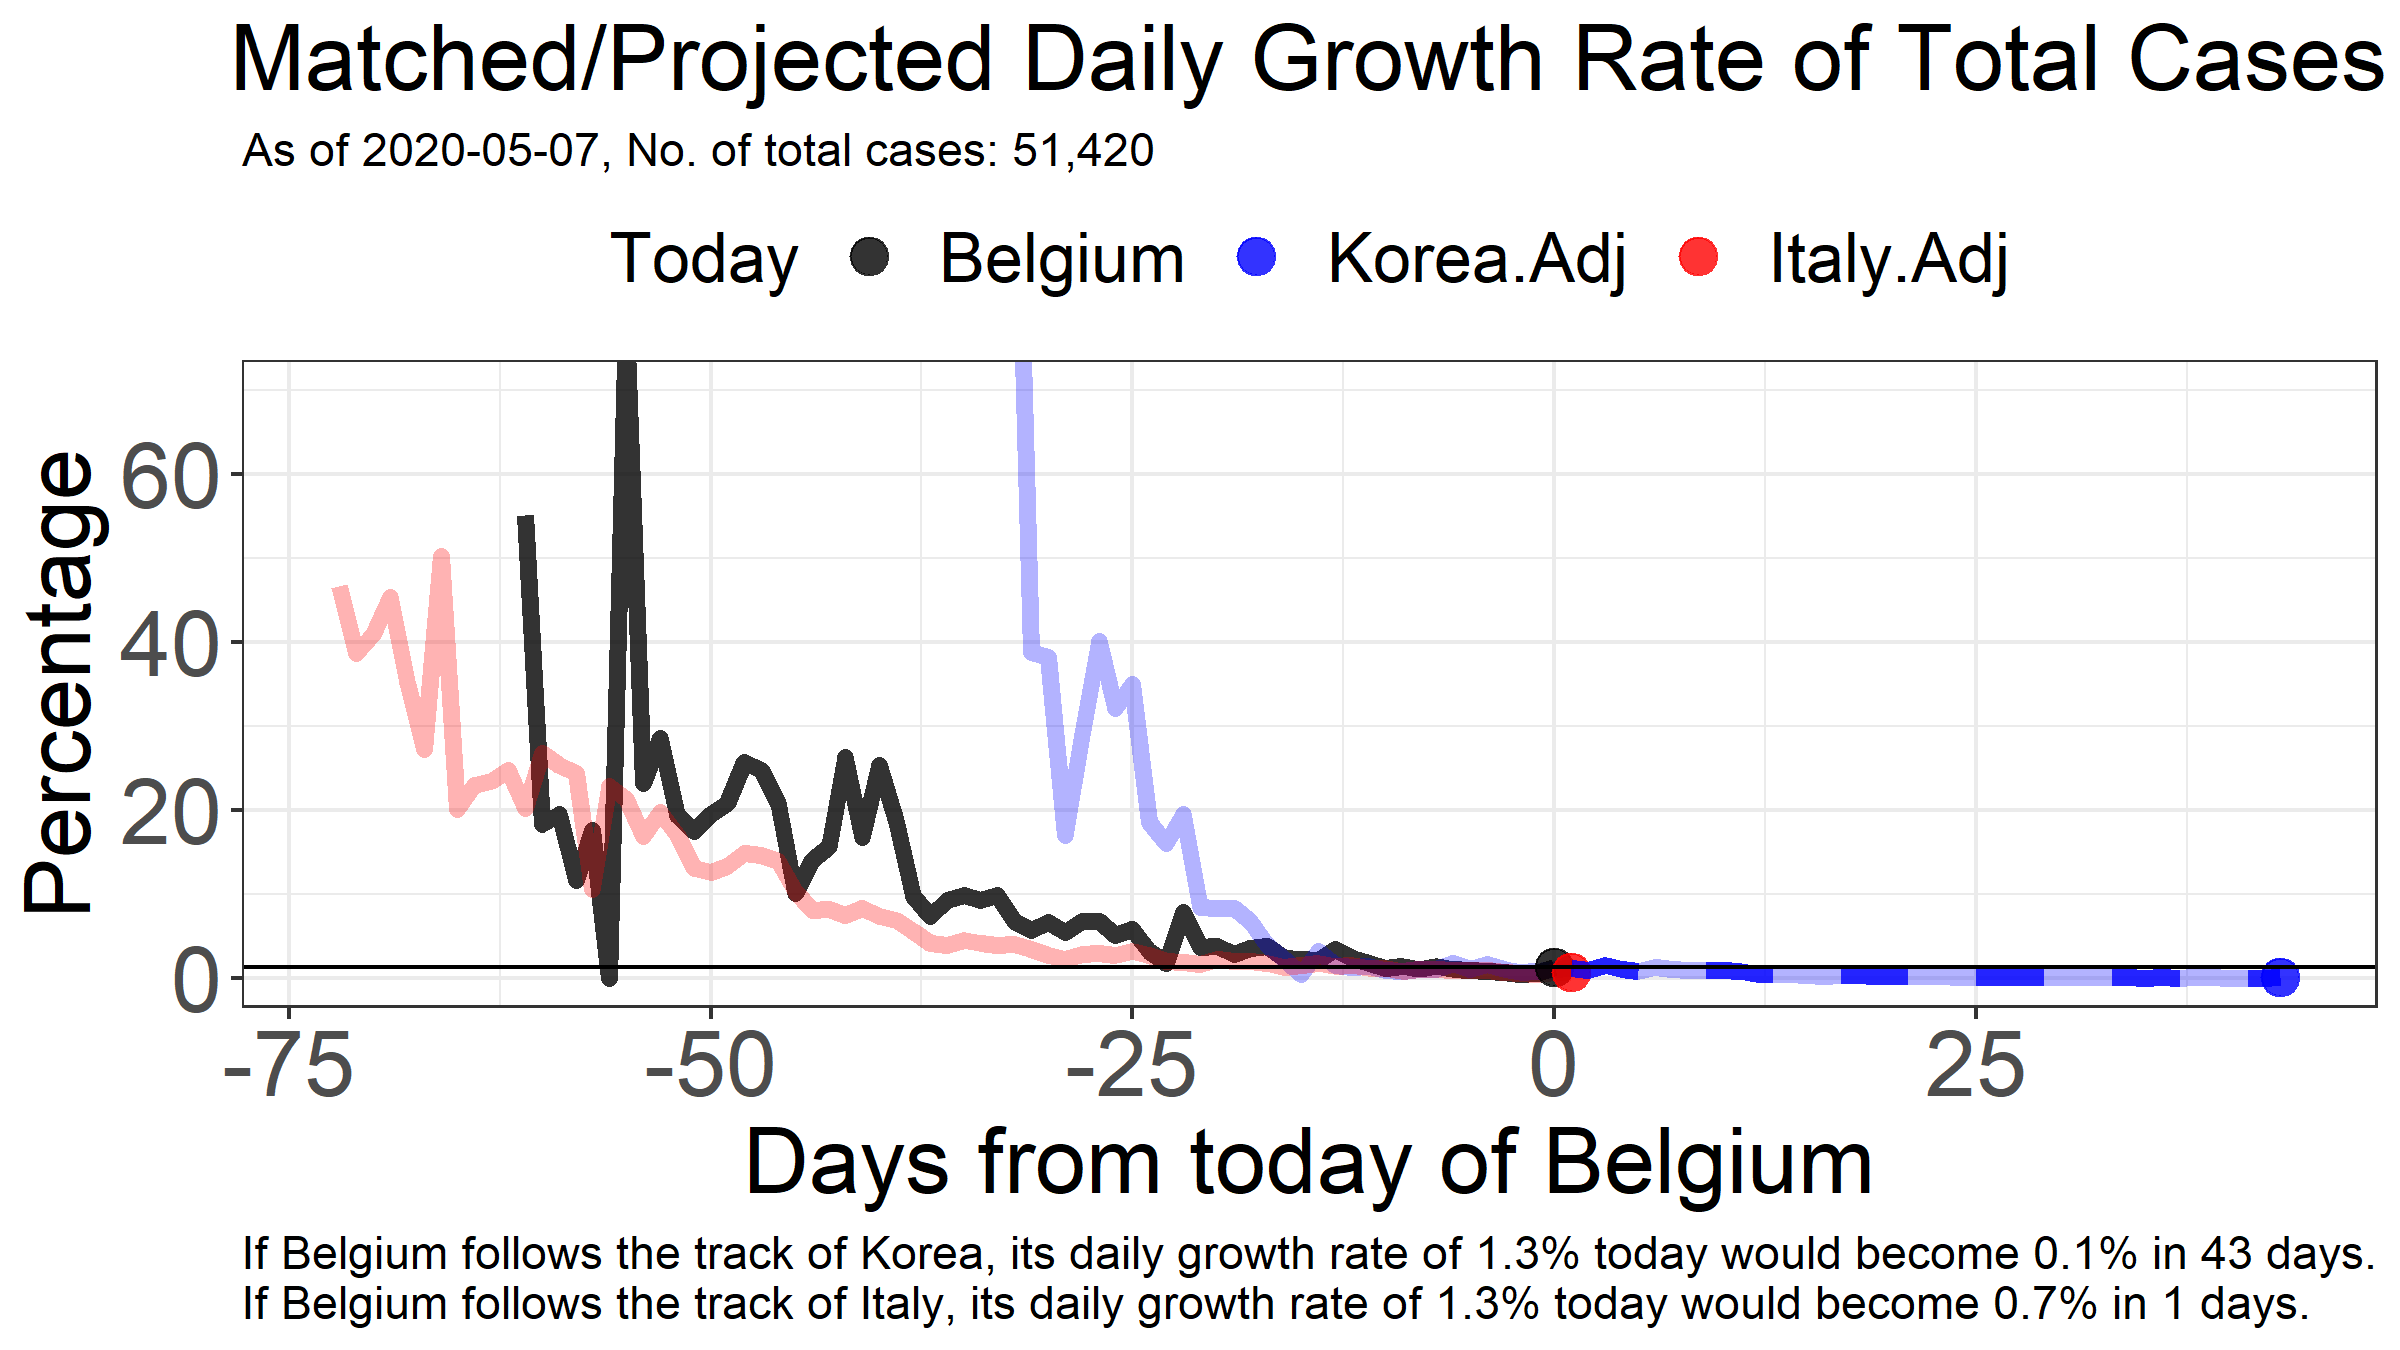 Matched/Projected Daily Growth Rate of Total Cases
As of 2020-05-07, No. of total cases: 51,420
Today Belgium Korea.Adj Italy.Adj
Percentage
60
40
20
0
-75 -50 -25 0 25
Days from today of Belgium
If Belgium follows the track of Korea, its daily growth rate of 1.3% today would become 0.1% in 43 days.
If Belgium follows the track of Italy, its daily growth rate of 1.3% today would become 0.7% in 1 days.